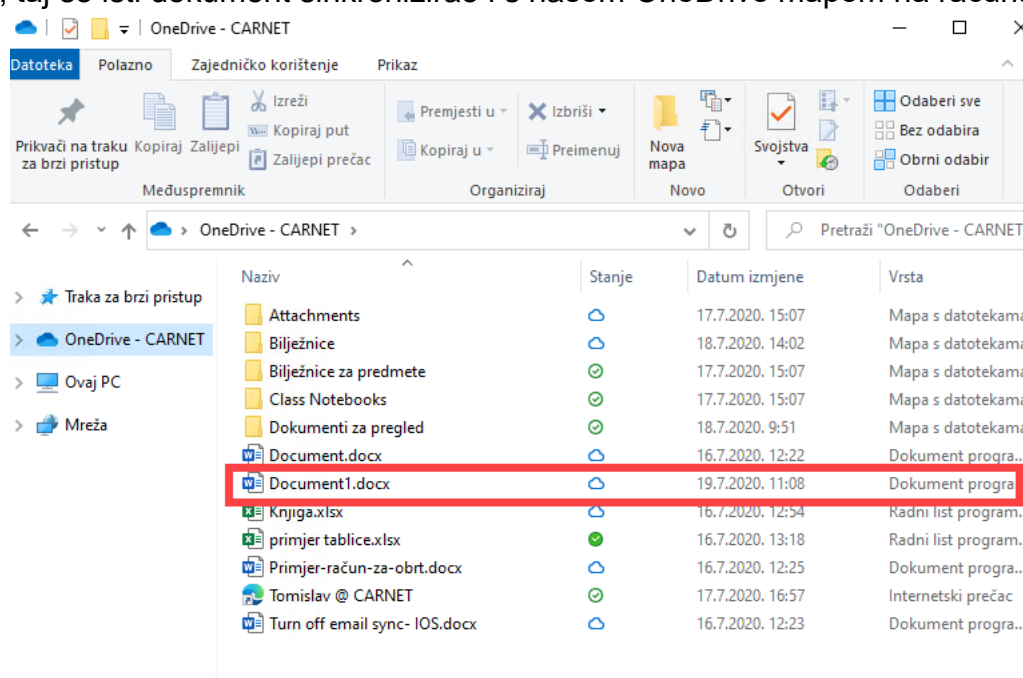 taj se isti dokument sinkronizirao i s našom OneDrive mapom na
OneDrive - CARNET
Datoteka Polazno Zajedničko korištenje Prikaz
Prikvači na traku za brzi pristup
Kopiraj
Zalijepi
Izreži
Kopiraj put
Zalijepi prečac
Međuspremnik
Premjesti u
Kopiraj u
Izbriši
Preimenuj
Organiziraj
Nova mapa
Novo
Svojstva
Otvori
Odaberi sve
Bez odabira
Obrni odabir
Odaberi
OneDrive - CARNET
Pretraži "OneDrive - CARNET
Traka za brzi pristup
OneDrive - CARNET
Ovaj PC
Mreža
Naziv Stanje Datum izmjene Vrsta
Attachments 17.7.2020. 15:07 Mapa s datotekama
Bilježnice 18.7.2020. 14:02 Mapa s datotekama
Bilježnice za predmete 17.7.2020. 15:07 Mapa s datotekama
Class Notebooks 17.7.2020. 15:07 Mapa s datotekama
Dokumenti za pregled 18.7.2020. 9:51 Mapa s datotekama
Document.docx 16.7.2020. 12:22 Dokument progra...
Document1.docx 19.7.2020. 11:08 Dokument progra
Knjiga.xlsx 16.7.2020. 12:54 Radni list program.
primjer tablice.xlsx 16.7.2020. 13:18 Radni list program.
Primjer-račun-za-obrt.docx 16.7.2020. 12:25 Dokument progra...
Tomislav @ CARNET 17.7.2020. 16:57 Internetski prečac
Turn off email sync- IOS.docx 16.7.2020. 12:23 Dokument progra...